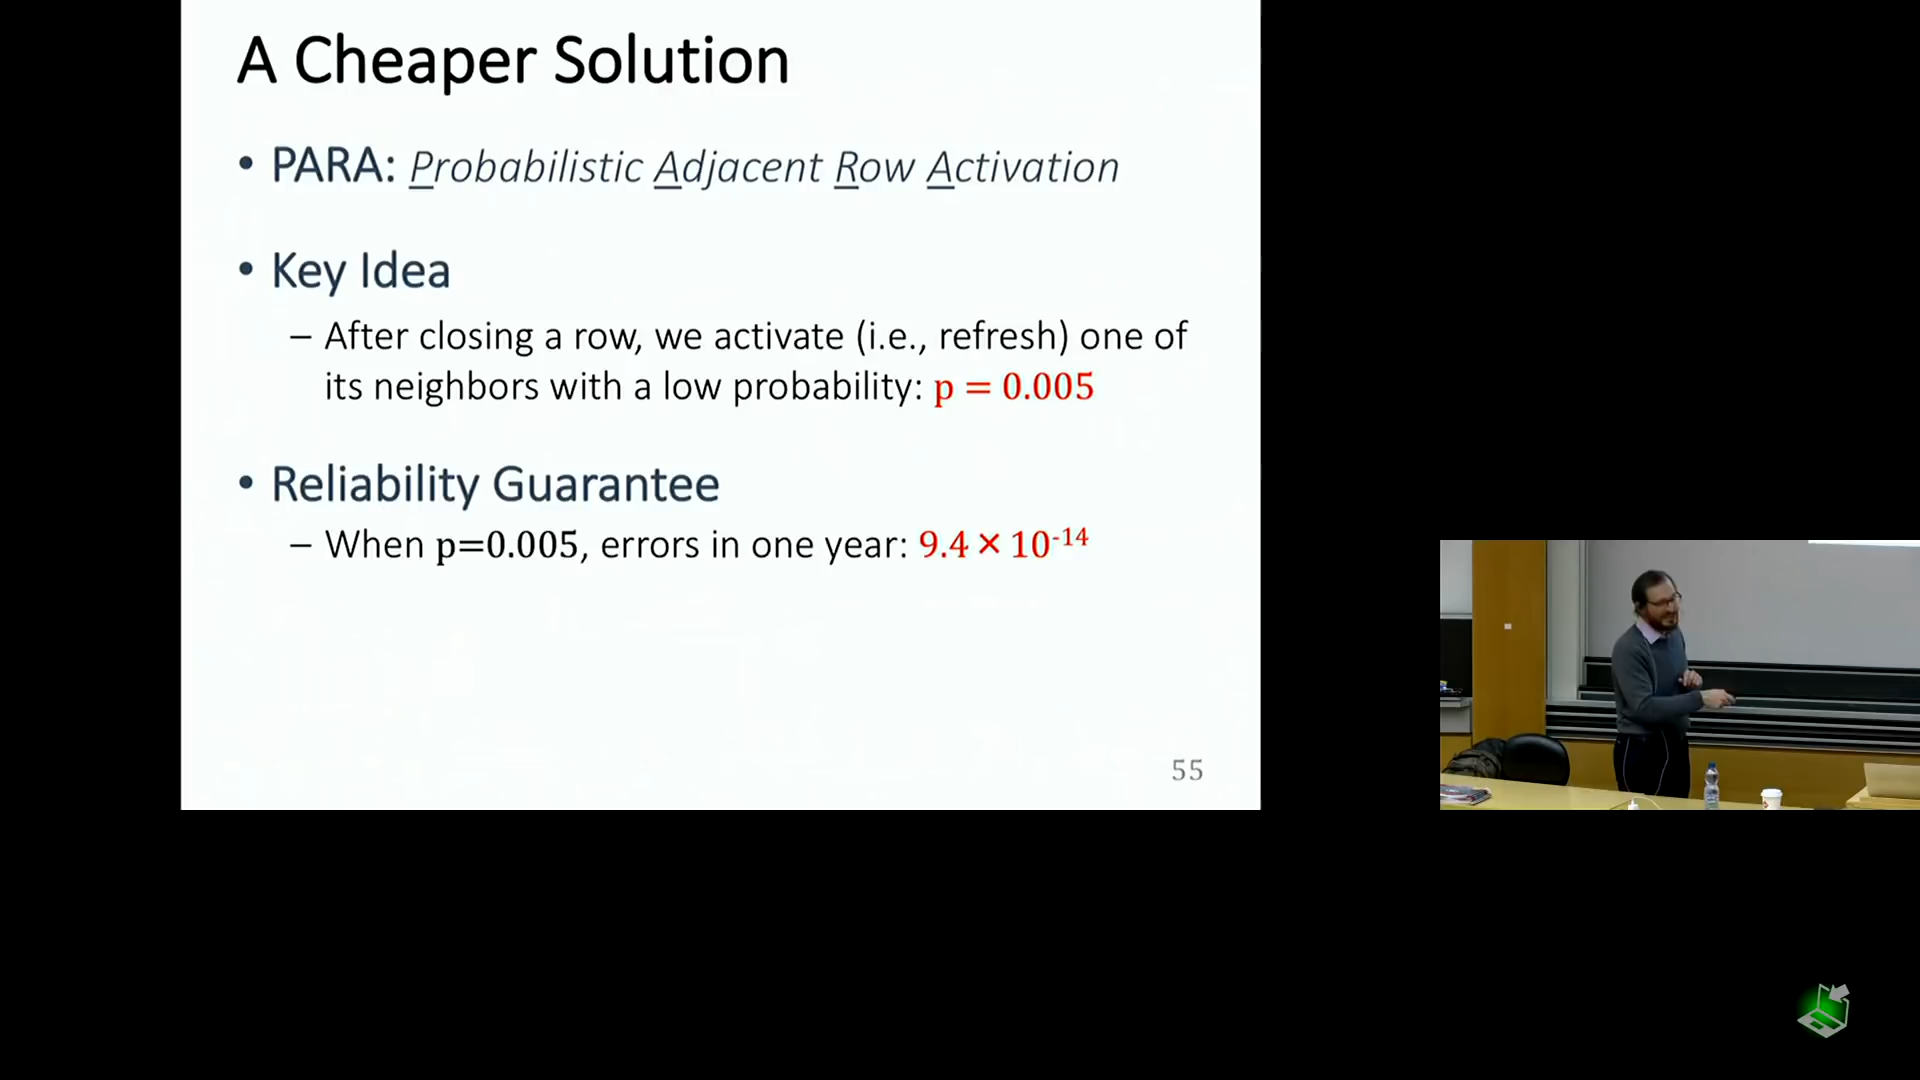 A Cheaper Solution
• PARA: Probabilistic Adjacent Row Activation
• Key Idea
– After closing a row, we activate (i.e., refresh) one of
its neighbors with a low probability: p = 0.005
• Reliability Guarantee
– When p=0.005, errors in one year: 9.4 × 10⁻¹⁴
55